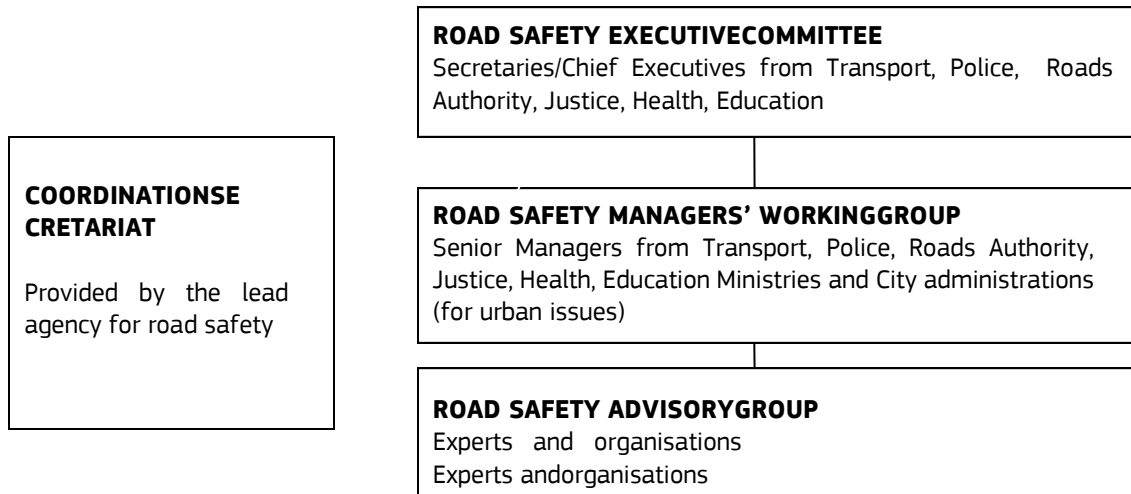 ROAD SAFETY EXECUTIVECOMMITTEE
Secretaries/Chief Executives from Transport, Police, Roads
Authority, Justice, Health, Education
COORDINATIONSE
CRETARIAT
Provided by the lead
agency for road safety
ROAD SAFETY MANAGERS’ WORKINGGROUP
Senior Managers from Transport, Police, Roads Authority,
Justice, Health, Education Ministries and City administrations
(for urban issues)
ROAD SAFETY ADVISORYGROUP
Experts and organisations
Experts andorganisations